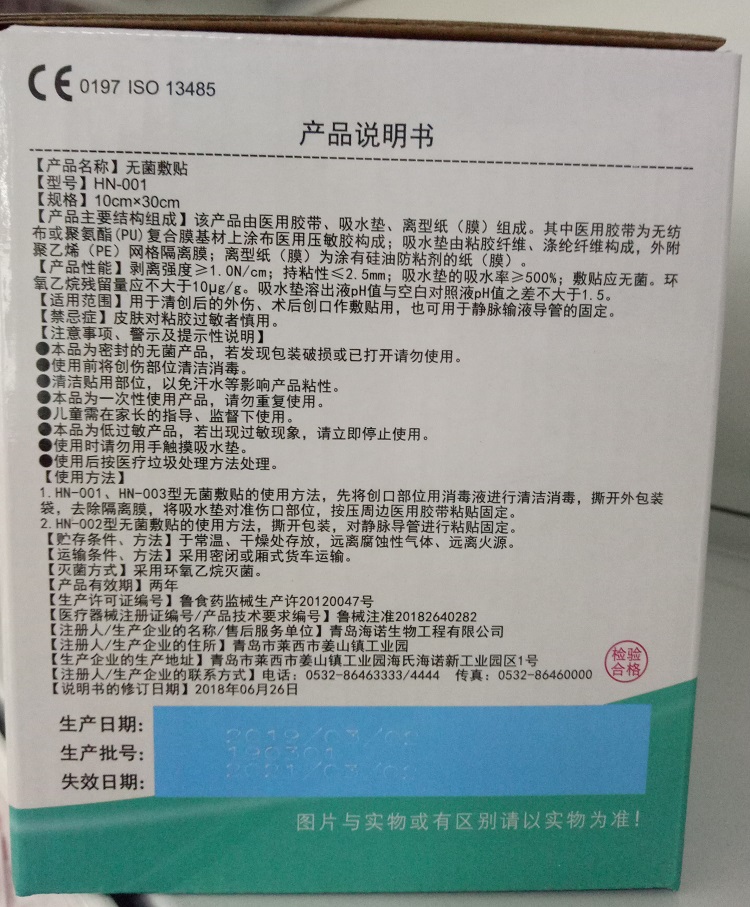 CE 0197 ISO 13485
产品说明书
【产品名称】无菌敷贴
【型号】HN-001
【规格】10cm×30cm
【产品主要结构组成】该产品由医用胶带、吸水垫、离型纸（膜）组成。其中医用胶带为无纺
布或聚氨酯(PU)复合膜基材上涂布医用压敏胶构成；吸水垫由粘胶纤维、涤纶纤维构成，外附
聚乙烯（PE）网格隔离膜；离型纸（膜）为涂有硅油防粘剂的纸（膜）。
【产品性能】剥离强度≥1.0N/cm；持粘性≤2.5mm；吸水垫的吸水率≥500%；敷贴应无菌。环
氧乙烷残留量应不大于10μg/g。吸水垫溶出液pH值与空白对照液pH值之差不大于1.5。
【适用范围】用于清创后的外伤、术后创口作敷贴用，也可用于静脉输液导管的固定。
【禁忌症】皮肤对粘胶过敏者慎用。
【注意事项、警示及提示性说明】
●本品为密封的无菌产品，若发现包装破损或已打开请勿使用。
●使用前将创伤部位清洁消毒。
●清洁贴用部位，以免汗水等影响产品粘性。
●本品为一次性使用产品，请勿重复使用。
●儿童需在家长的指导、监督下使用。
●本品为低过敏产品，若出现过敏现象，请立即停止使用。
●使用时请勿用手触摸吸水垫。
●使用后按医疗垃圾处理方法处理。
【使用方法】
1.HN-001、HN-003型无菌敷贴的使用方法，先将创口部位用消毒液进行清洁消毒，撕开外包装
袋，去除隔离膜，将吸水垫对准伤口部位，按压周边医用胶带粘贴固定。
2.HN-002型无菌敷贴的使用方法，撕开包装，对静脉导管进行粘贴固定。
【贮存条件、方法】于常温、干燥处存放，远离腐蚀性气体、远离火源。
【运输条件、方法】采用密闭或厢式货车运输。
【灭菌方式】采用环氧乙烷灭菌。
【产品有效期】两年
【生产许可证编号】鲁食药监械生产许20120047号
【医疗器械注册证编号/产品技术要求编号】鲁械注准20182640282
【注册人/生产企业的名称/售后服务单位】青岛海诺生物工程有限公司
【注册人/生产企业的住所】青岛市莱西市姜山镇工业园
【生产企业的生产地址】青岛市莱西市姜山镇工业园海氏海诺新工业园区1号
【注册人/生产企业的联系方式】电话：0532-86463333/4444 传真：0532-86460000
【说明书的修订日期】2018年06月26日
检验
合格
生产日期：
生产批号：190301
失效日期：
图片与实物或有区别请以实物为准！